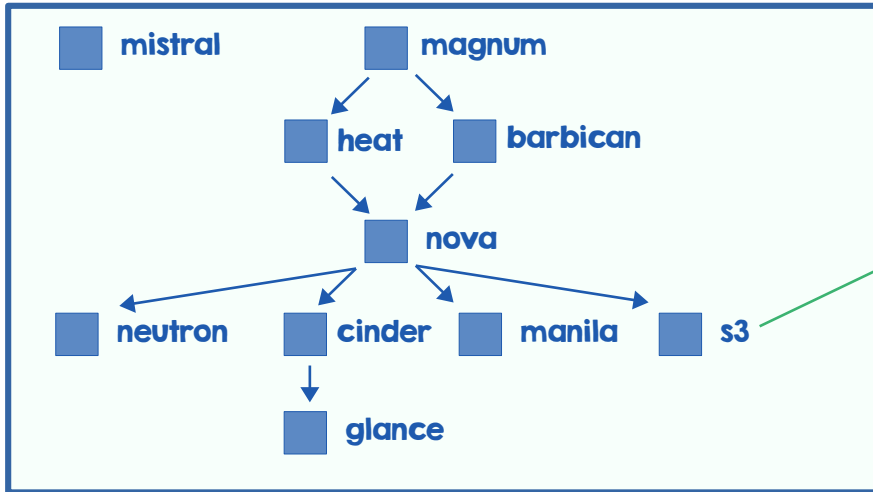 mistral
magnum
heat
barbican
nova
neutron
cinder
manila
s3
glance